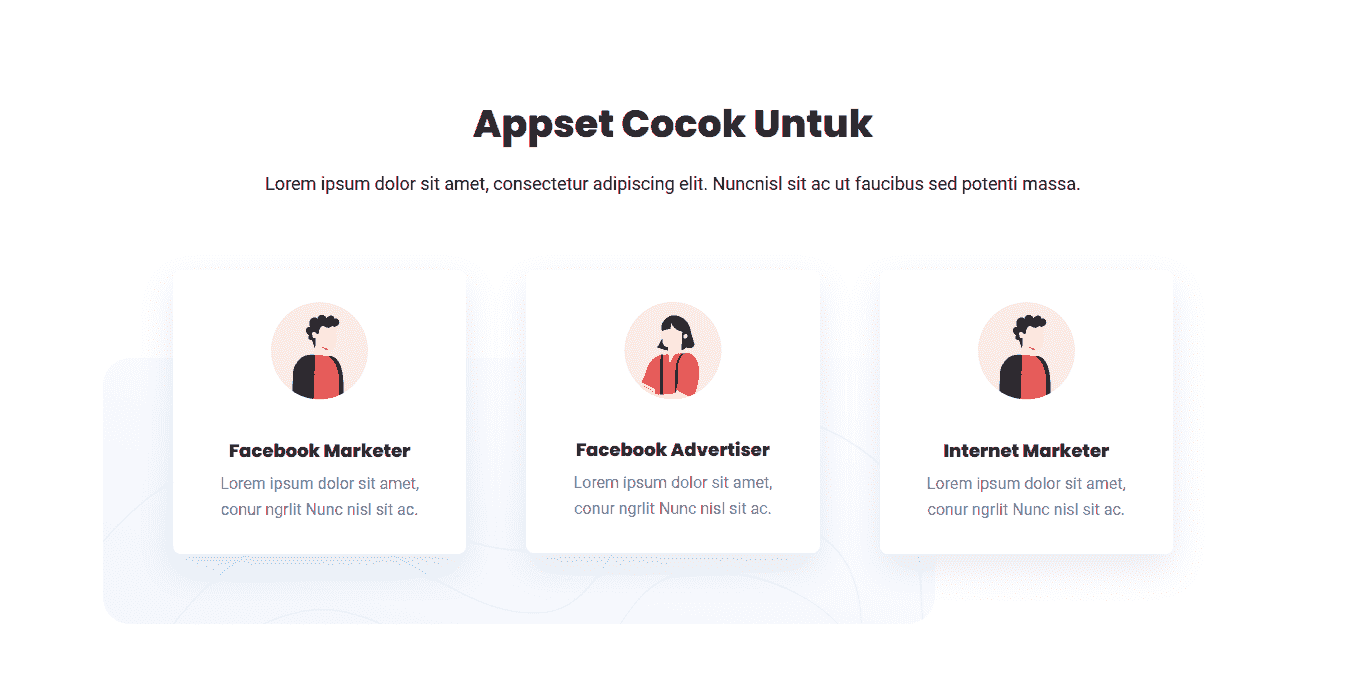 Appset Cocok Untuk
Lorem ipsum dolor sit amet, consectetur adipiscing elit. Nuncnisl sit ac ut faucibus sed potenti massa.
Facebook Marketer
Lorem ipsum dolor sit amet,
conur ngrlit Nunc nisl sit ac.
Facebook Advertiser
Lorem ipsum dolor sit amet,
conur ngrlit Nunc nisl sit ac.
Internet Marketer
Lorem ipsum dolor sit amet,
conur ngrlit Nunc nisl sit ac.